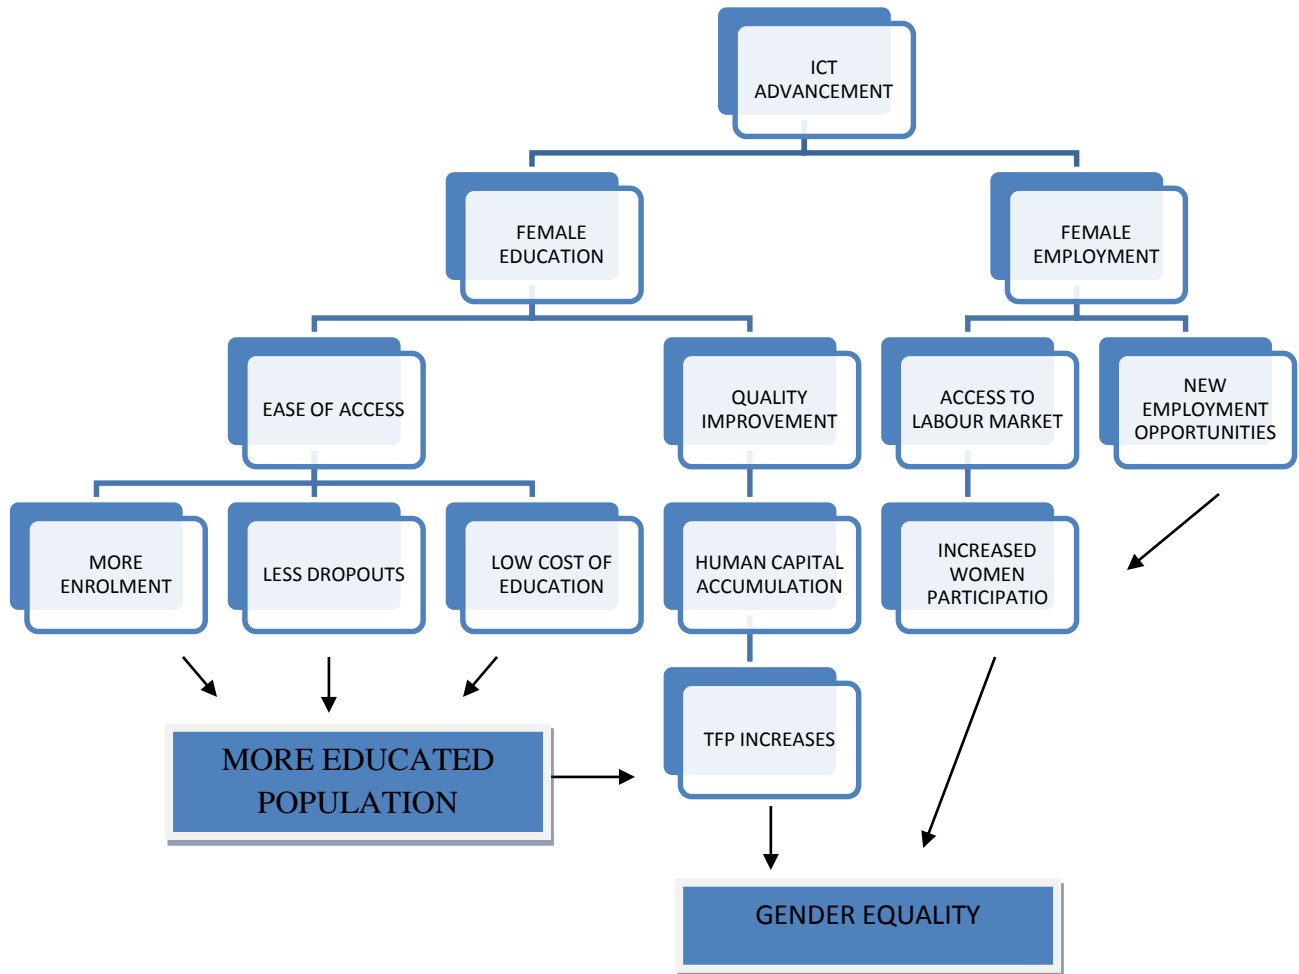 ICT
ADVANCEMENT
FEMALE
EDUCATION
FEMALE
EMPLOYMENT
EASE OF ACCESS
QUALITY
IMPROVEMENT
ACCESS TO
LABOUR MARKET
NEW
EMPLOYMENT
OPPORTUNITIES
MORE
ENROLMENT
LESS DROPOUTS
LOW COST OF
EDUCATION
HUMAN CAPITAL
ACCUMULATION
INCREASED
WOMEN
PARTICIPATIO
MORE EDUCATED
POPULATION
TFP INCREASES
GENDER EQUALITY